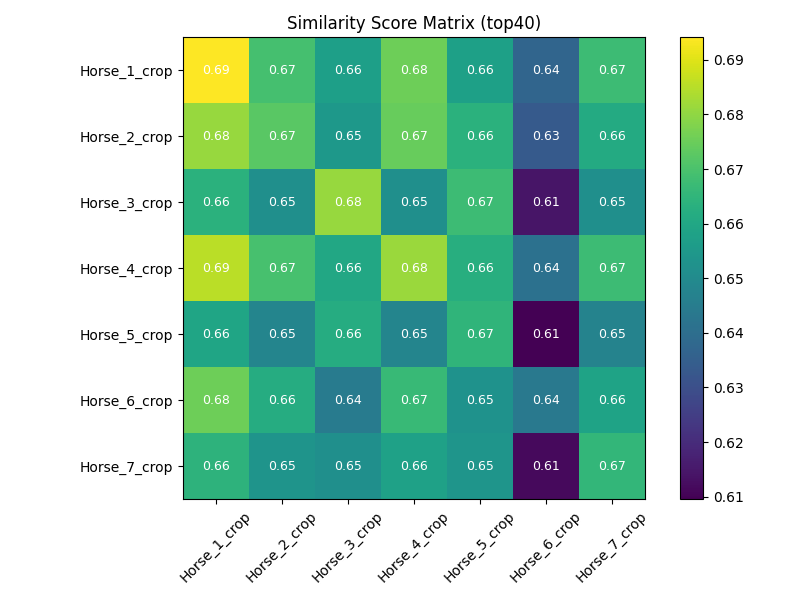 Similarity Score Matrix (top40)
Horse_1_crop 0.69 0.67 0.66 0.68 0.66 0.64 0.67
Horse_2_crop 0.68 0.67 0.65 0.67 0.66 0.63 0.66
Horse_3_crop 0.66 0.65 0.68 0.65 0.67 0.61 0.65
Horse_4_crop 0.69 0.67 0.66 0.68 0.66 0.64 0.67
Horse_5_crop 0.66 0.65 0.66 0.65 0.67 0.61 0.65
Horse_6_crop 0.68 0.66 0.64 0.67 0.65 0.64 0.66
Horse_7_crop 0.66 0.65 0.65 0.66 0.65 0.61 0.67
Horse_1_crop Horse_2_crop Horse_3_crop Horse_4_crop Horse_5_crop Horse_6_crop Horse_7_crop
0.69
0.68
0.67
0.66
0.65
0.64
0.63
0.62
0.61